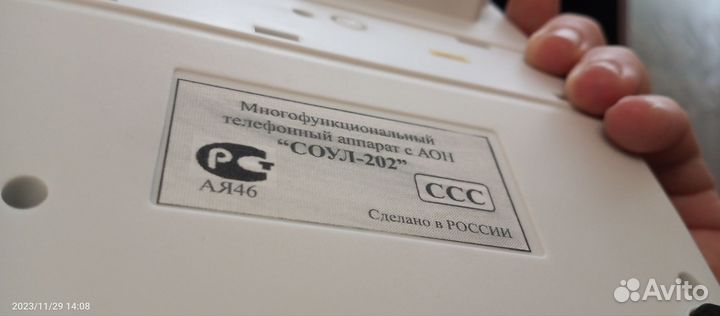 Многофункциональный
телефонный аппарат с АОН
“СОУЛ-202”
РСТ
АЯ46
ССС
Сделано в РОССИИ
2023/11/29 14:08
Avito